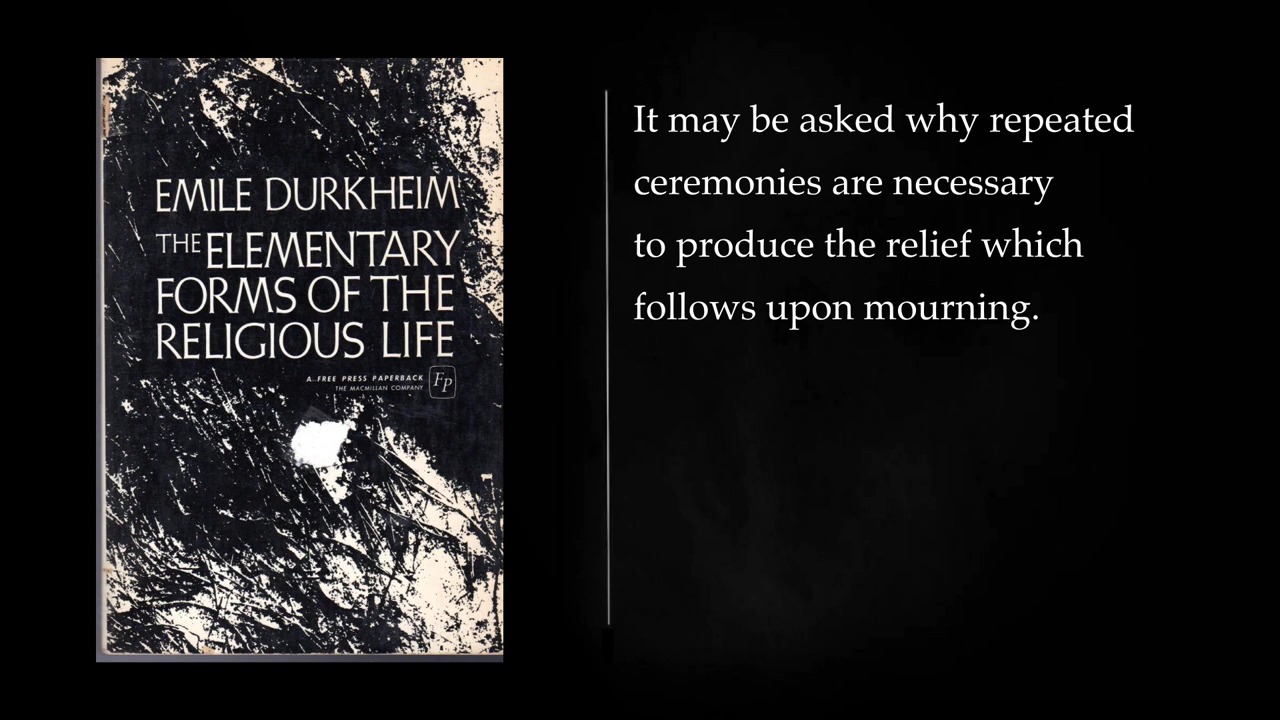 EMILE DURKHEIM
THE ELEMENTARY
FORMS OF THE
RELIGIOUS LIFE
A FREE PRESS PAPERBACK
THE MACMILLAN COMPANY
FP
It may be asked why repeated
ceremonies are necessary
to produce the relief which
follows upon mourning.